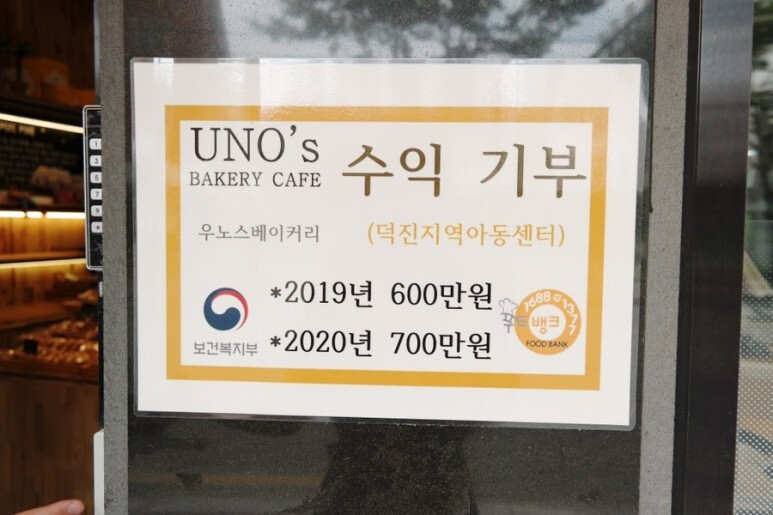 UNO's
BAKERY CAFE
수익 기부
우노스베이커리
(덕진지역아동센터)
*2019년 600만원
*2020년 700만원
보건복지부
1688@1377
푸드뱅크
FOOD BANK